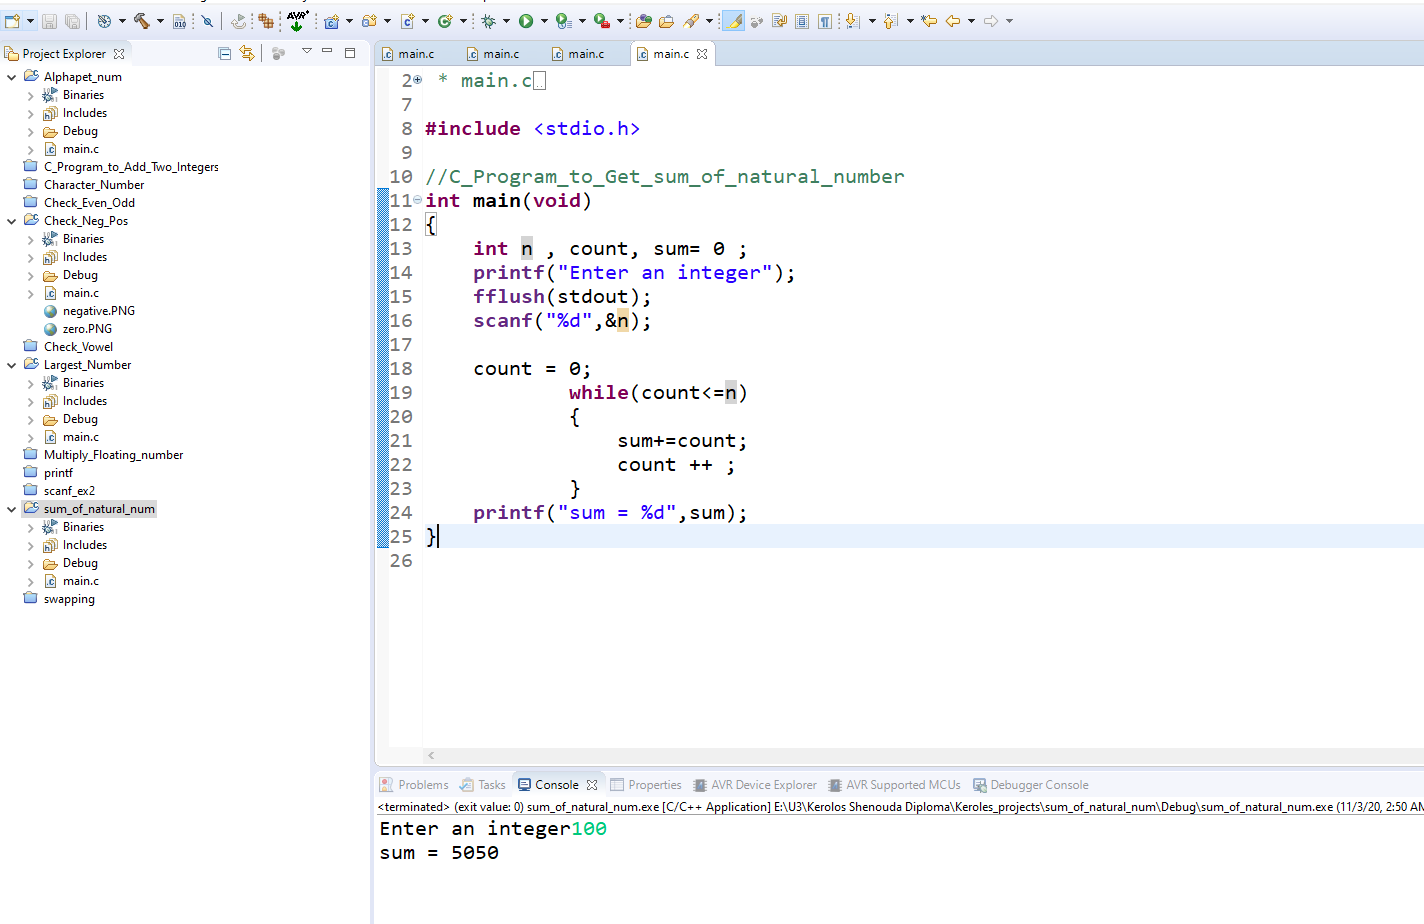 Project Explorer
Alphapet_num
Binaries
Includes
Debug
main.c
C_Program_to_Add_Two_Integers
Character_Number
Check_Even_Odd
Check_Neg_Pos
Binaries
Includes
Debug
main.c
negative.PNG
zero.PNG
Check_Vowel
Largest_Number
Binaries
Includes
Debug
main.c
Multiply_Floating_number
printf
scanf_ex2
sum_of_natural_num
Binaries
Includes
Debug
main.c
swapping
main.c main.c main.c main.c
2 * main.c
7
8 #include <stdio.h>
9
10 //C_Program_to_Get_sum_of_natural_number
11 int main(void)
12 {
13 int n , count, sum= 0 ;
14 printf("Enter an integer");
15 fflush(stdout);
16 scanf("%d",&n);
17
18 count = 0;
19 while(count<=n)
20 {
21 sum+=count;
22 count ++ ;
23 }
24 printf("sum = %d",sum);
25 }
26
Problems Tasks Console Properties AVR Device Explorer AVR Supported MCUs Debugger Console
<terminated> (exit value: 0) sum_of_natural_num.exe [C/C++ Application] E:\U3\Kerolos Shenouda Diploma\Keroles_projects\sum_of_natural_num\Debug\sum_of_natural_num.exe (11/3/20, 2:50 AM
Enter an integer100
sum = 5050